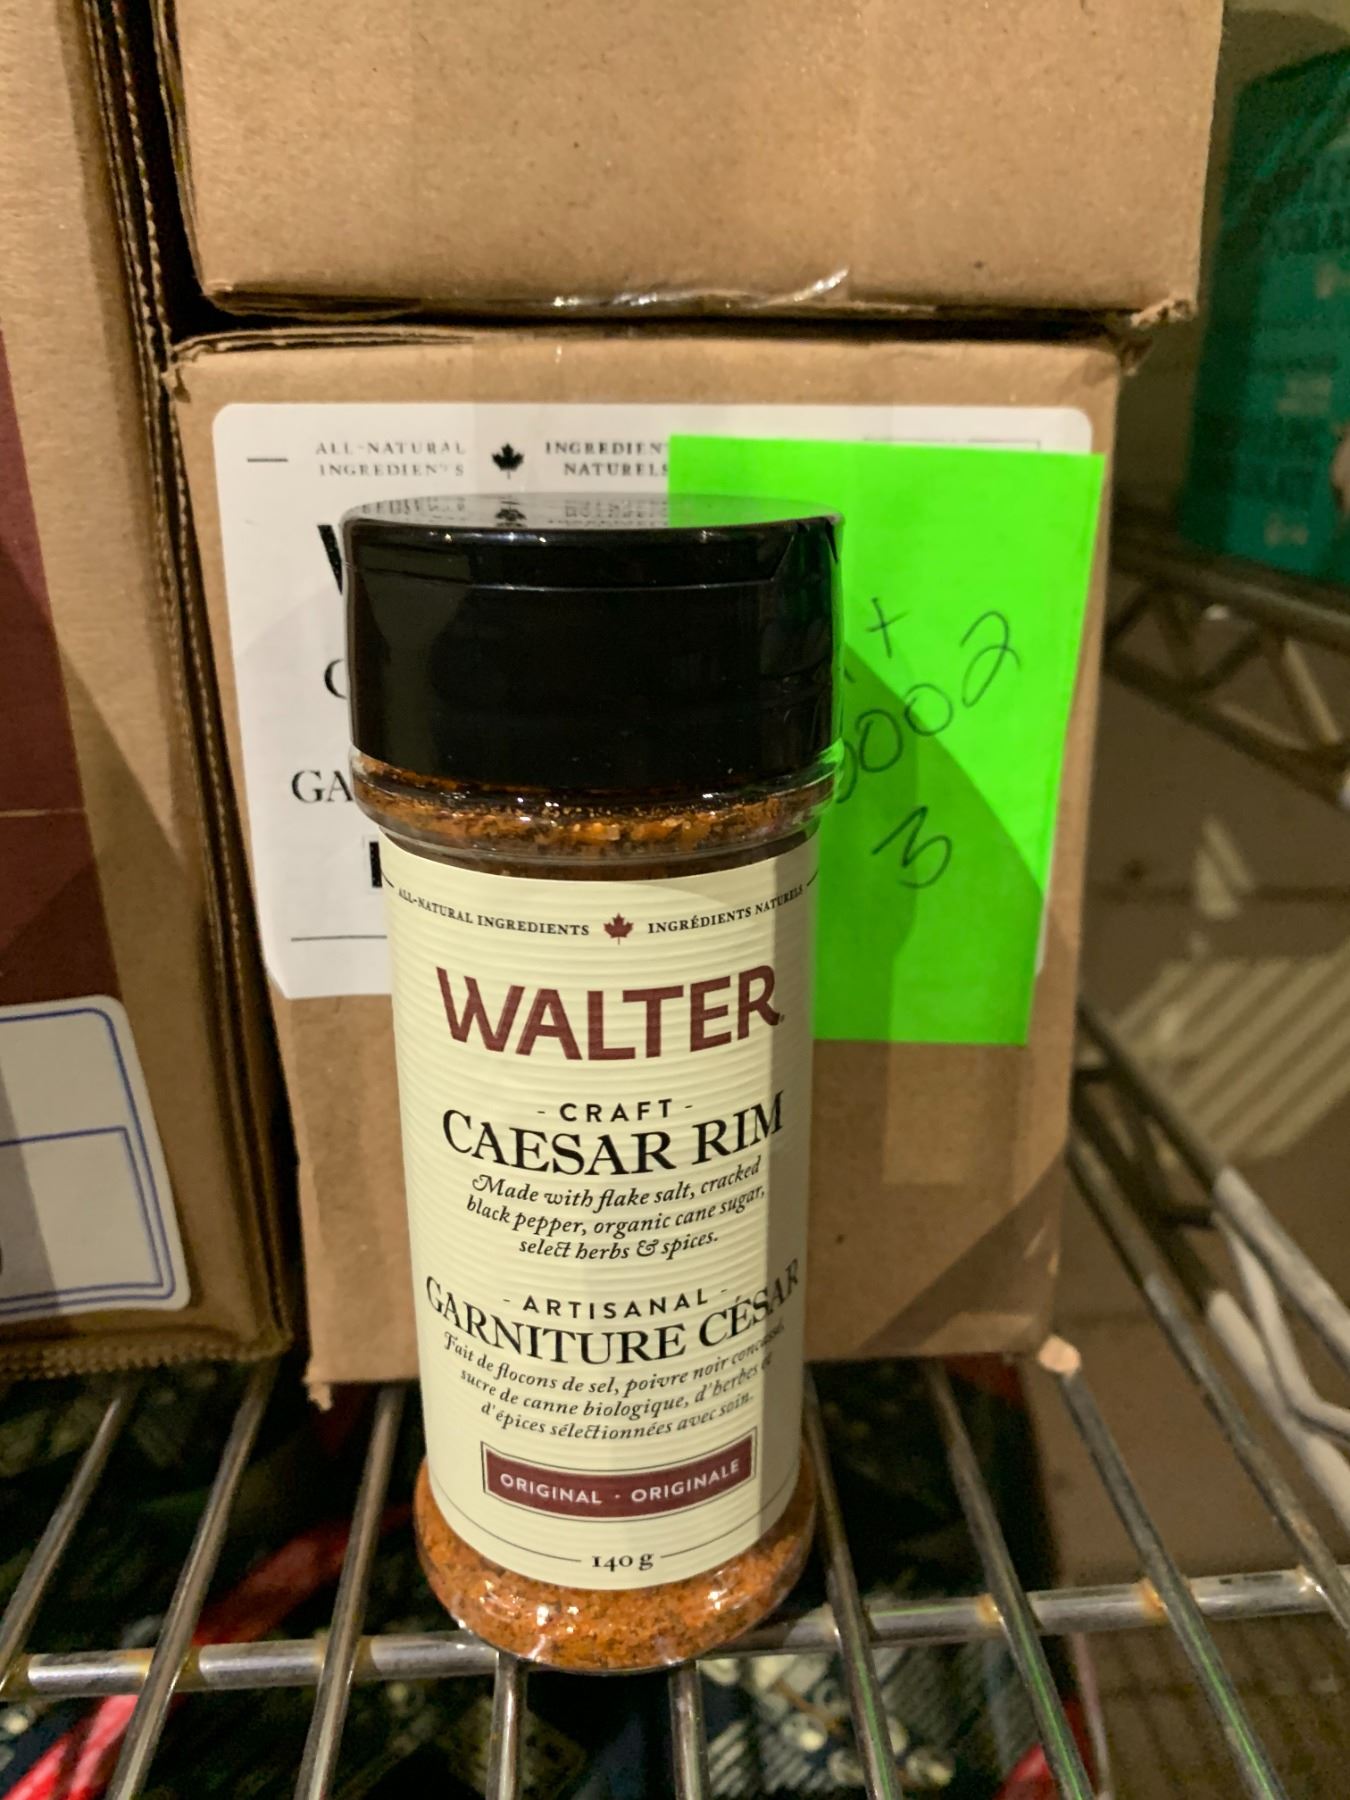 ALL-NATURAL
INGREDIENTS
NATURELS
GA
+
0002
3
ALL-NATURAL INGREDIENTS INGRÉDIENTS NATURELS
WALTER
- CRAFT -
CAESAR RIM
Made with flake salt, cracked
black pepper, organic cane sugar,
select herbs & spices.
- ARTISANAL -
GARNITURE CÉSAR
Fait de flocons de sel, poivre noir concassé,
sucre de canne biologique, d'herbes et
d'épices sélectionnées avec soin.
ORIGINAL · ORIGINALE
140 g